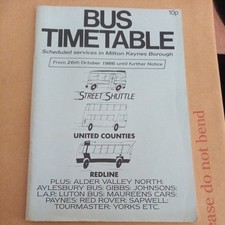 BUS
10p
TIMETABLE
Scheduled services in Milton Keynes Borough
From 26th October 1986 until further Notice
STREET SHUTTLE
UNITED COUNTIES
REDLINE
PLUS: ALDER VALLEY NORTH:
AYLESBURY BUS: GIBBS: JOHNSONS:
L.A.P.: LUTON BUS: MAUREENS CARS:
PAYNES: RED ROVER: SAPWELL:
TOURMASTER: YORKS ETC.
ase do not bend